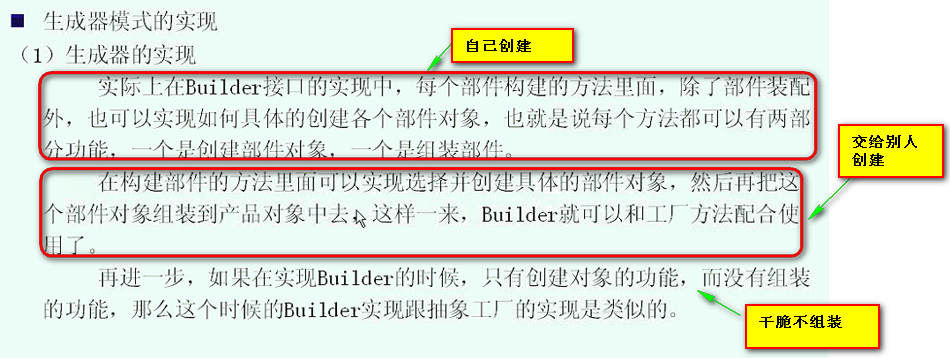 生成器模式的实现
（1）生成器的实现
自己创建
实际上在Builder接口的实现中，每个部件构建的方法里面，除了部件装配
外，也可以实现如何具体的创建各个部件对象，也就是说每个方法都可以有两部
分功能，一个是创建部件对象，一个是组装部件。
交给别人
创建
在构建部件的方法里面可以实现选择并创建具体的部件对象，然后再把这
个部件对象组装到产品对象中去，这样一来，Builder就可以和工厂方法配合使
用了。
再进一步，如果在实现Builder的时候，只有创建对象的功能，而没有组装
的功能，那么这个时候的Builder实现跟抽象工厂的实现是类似的。
干脆不组装